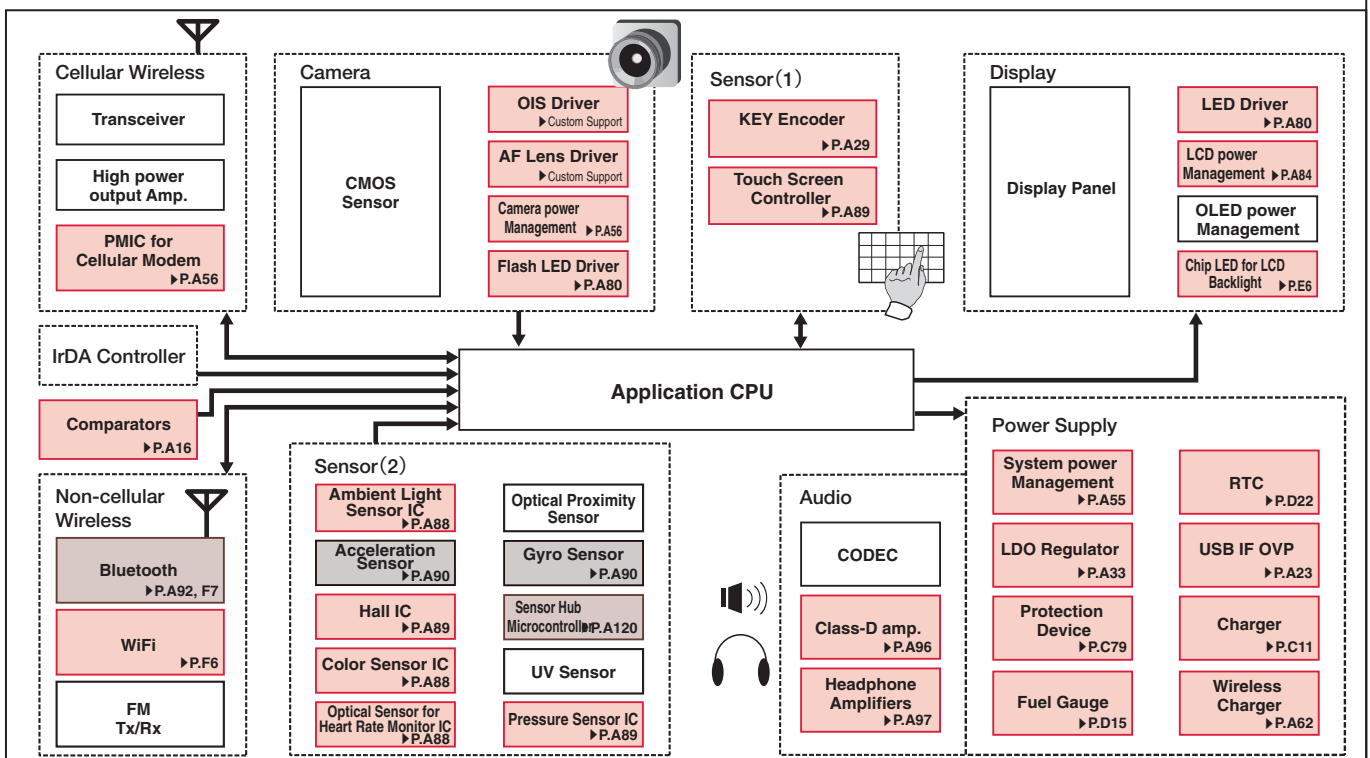 Cellular Wireless
Transceiver
High power
output Amp.
PMIC for
Cellular Modem
▶P.A56
Camera
CMOS
Sensor
OIS Driver
▶Custom Support
AF Lens Driver
▶Custom Support
Camera power
Management ▶P.A56
Flash LED Driver
▶P.A80
Sensor(1)
KEY Encoder
▶P.A29
Touch Screen
Controller
▶P.A89
Display
Display Panel
LED Driver
▶P.A80
LCD power
Management ▶P.A84
OLED power
Management
Chip LED for LCD
Backlight ▶P.E6
IrDA Controller
Comparators
▶P.A16
Application CPU
Non-cellular
Wireless
Bluetooth
▶P.A92, F7
WiFi
▶P.F6
FM
Tx/Rx
Sensor(2)
Ambient Light
Sensor IC
▶P.A88
Acceleration
Sensor
▶P.A90
Hall IC
▶P.A89
Color Sensor IC
▶P.A88
Optical Sensor for
Heart Rate Monitor IC
▶P.A88
Optical Proximity
Sensor
Gyro Sensor
▶P.A90
Sensor Hub
Microcontroller▶P.A120
UV Sensor
Pressure Sensor IC
▶P.A89
Audio
CODEC
Class-D amp.
▶P.A96
Headphone
Amplifiers
▶P.A97
Power Supply
System power
Management
▶P.A55
LDO Regulator
▶P.A33
Protection
Device
▶P.C79
Fuel Gauge
▶P.D15
RTC
▶P.D22
USB IF OVP
▶P.A23
Charger
▶P.C11
Wireless
Charger
▶P.A62